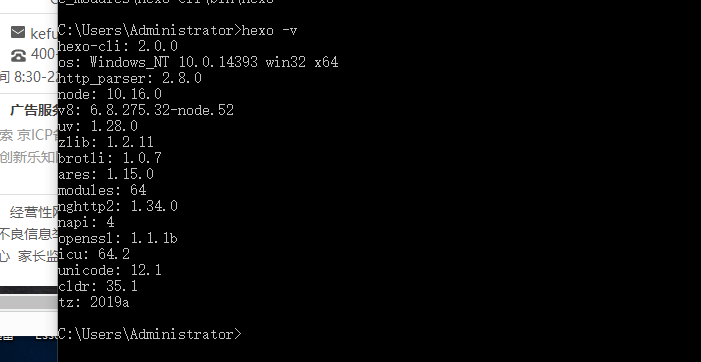 C:\Users\Administrator>hexo -v
hexo-cli: 2.0.0
os: Windows_NT 10.0.14393 win32 x64
http_parser: 2.8.0
node: 10.16.0
v8: 6.8.275.32-node.52
uv: 1.28.0
zlib: 1.2.11
brotli: 1.0.7
ares: 1.15.0
modules: 64
nghttp2: 1.34.0
napi: 4
openssl: 1.1.1b
icu: 64.2
unicode: 12.1
cldr: 35.1
tz: 2019a
C:\Users\Administrator>
kefu
400
间 8:30-2
广告服务
索 京ICP
创新乐知
经营性
不良信息
心 家长监